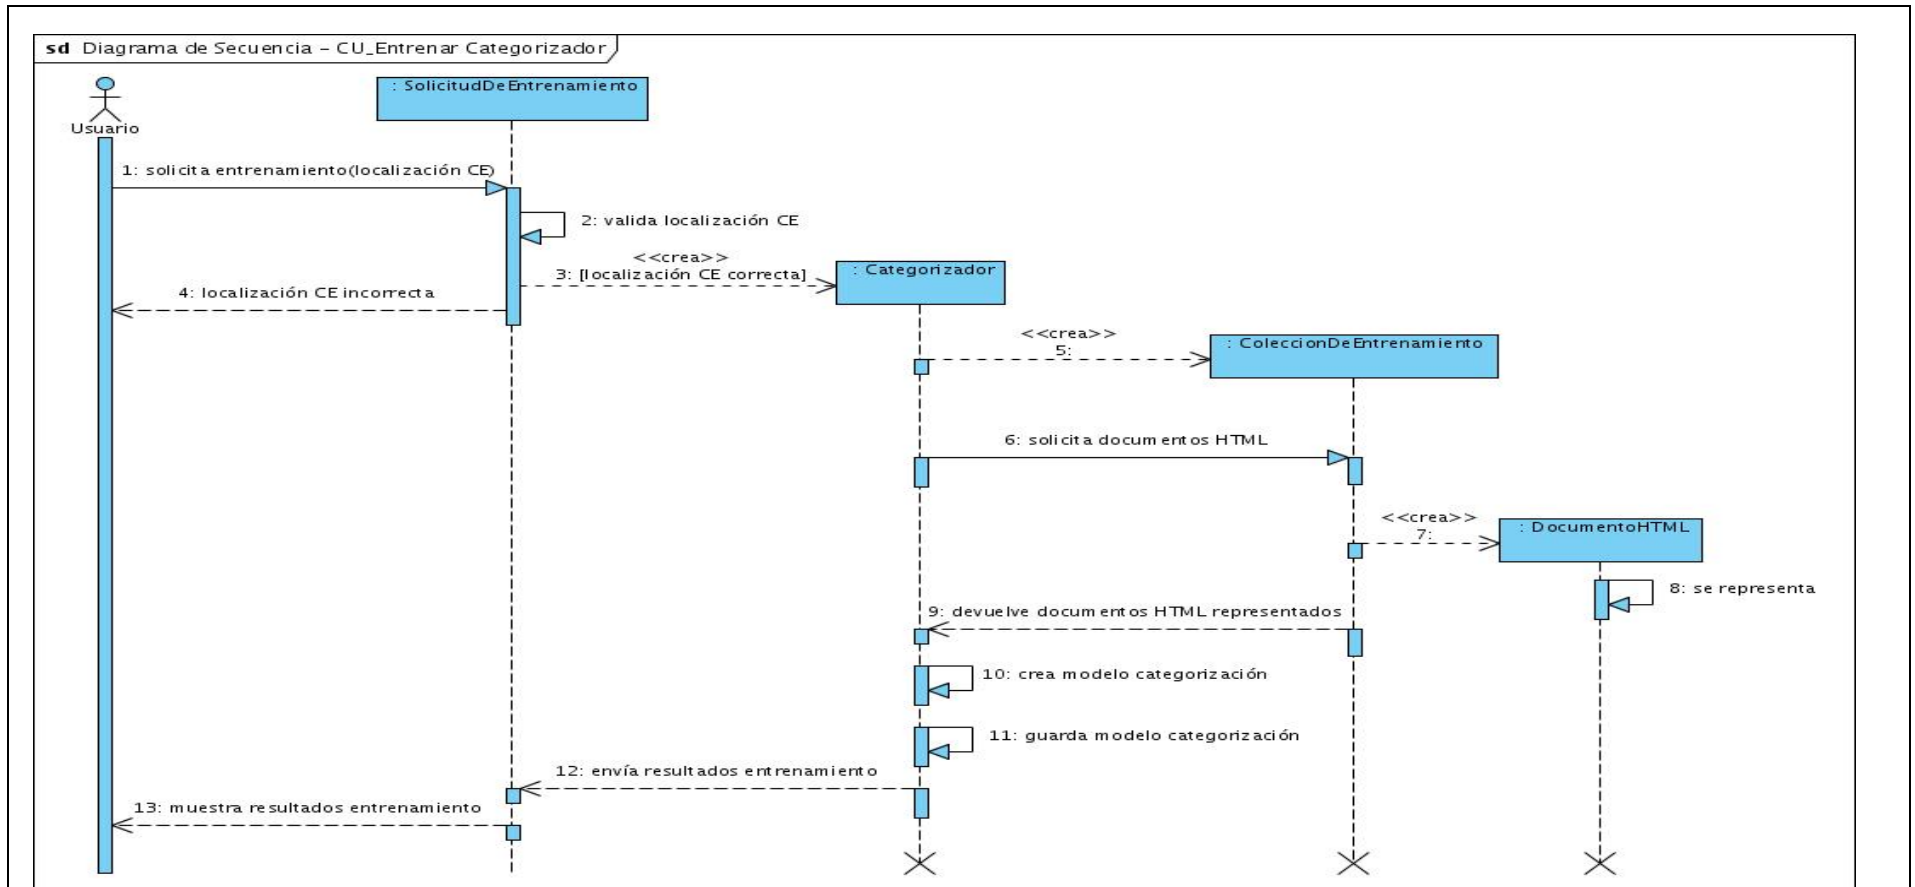 sd Diagrama de Secuencia – CU_Entrenar Categorizador
: SolicitudDeEntrenamiento
Usuario
1: solicita entrenamiento(localización CE)
2: valida localización CE
<<crea>>
3: [localización CE correcta]
: Categorizador
4: localización CE incorrecta
<<crea>>
5:
: ColeccionDeEntrenamiento
6: solicita documentos HTML
<<crea>>
7:
: DocumentoHTML
8: se representa
9: devuelve documentos HTML representados
10: crea modelo categorización
11: guarda modelo categorización
12: envía resultados entrenamiento
13: muestra resultados entrenamiento